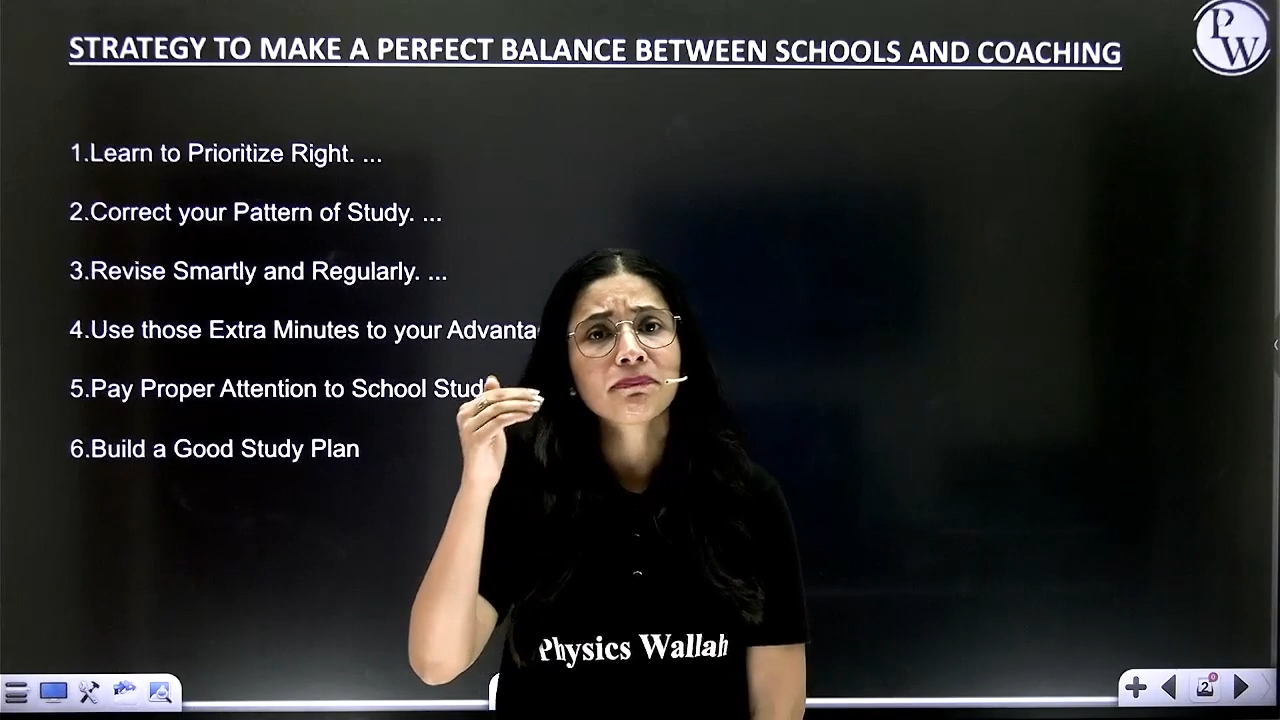 STRATEGY TO MAKE A PERFECT BALANCE BETWEEN SCHOOLS AND COACHING
PW
1.Learn to Prioritize Right. ...
2.Correct your Pattern of Study. ...
3.Revise Smartly and Regularly. ...
4.Use those Extra Minutes to your
5.Pay Proper Attention to School
6.Build a Good Study Plan
Physics Wallah
2